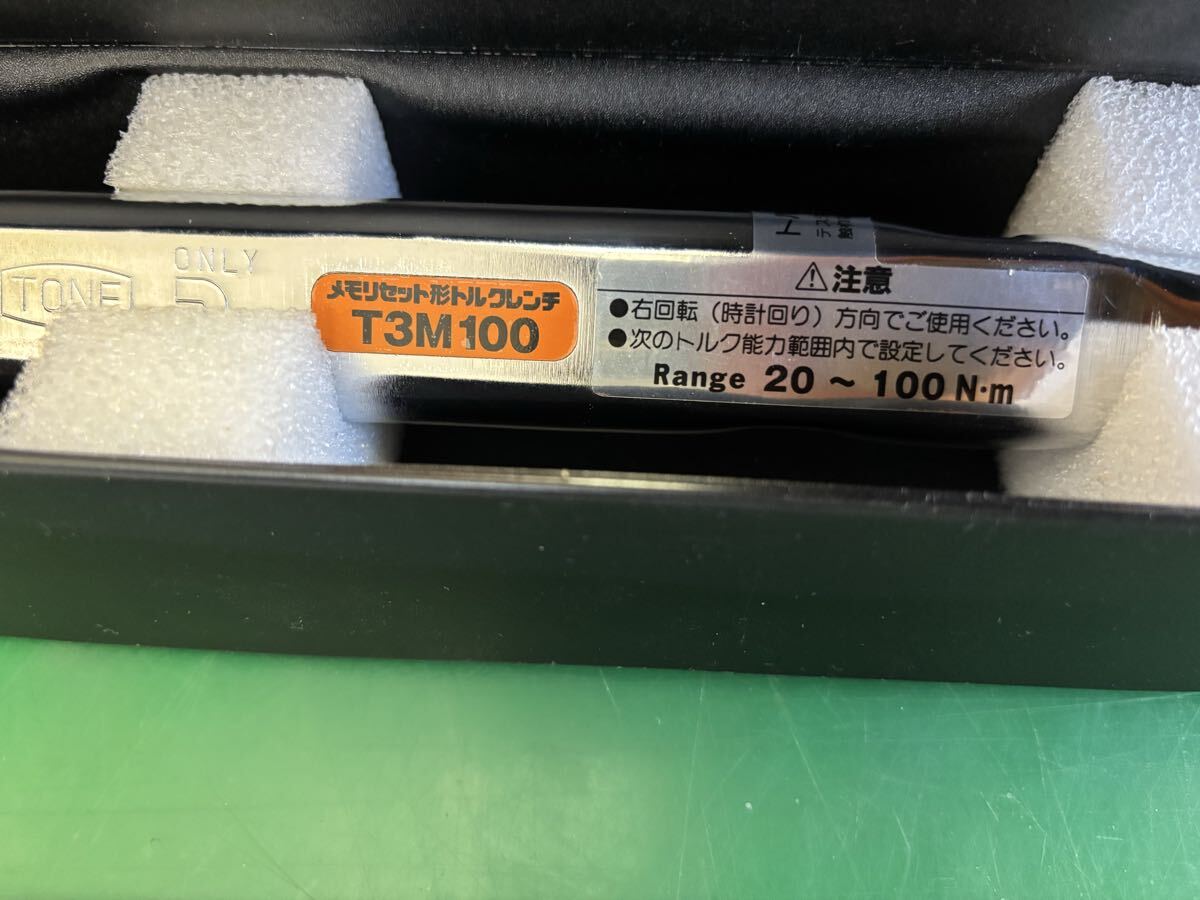 TONE
ONLY
メモリセット形トルクレンチ
T3M100
⚠注意
●右回転（時計回り）方向でご使用ください。
●次のトルク能力範囲内で設定してください。
Range 20 ～ 100 N·m